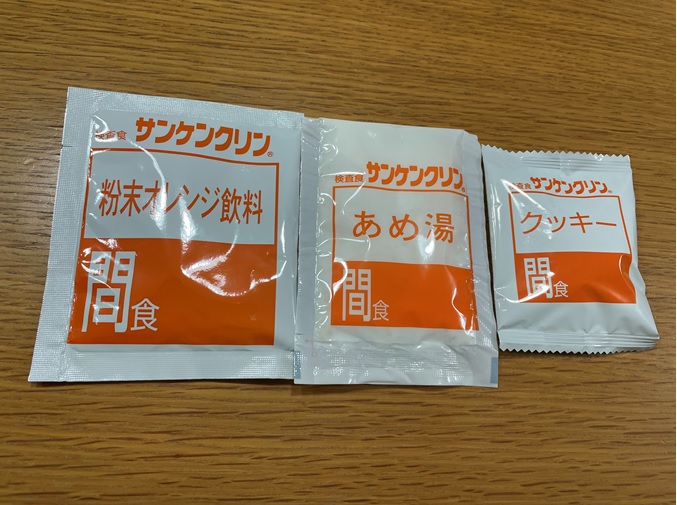 検査食 サンケンクリン®
粉末オレンジ飲料
間食
検査食 サンケンクリン®
あめ湯
間食
検査食 サンケンクリン®
クッキー
間食